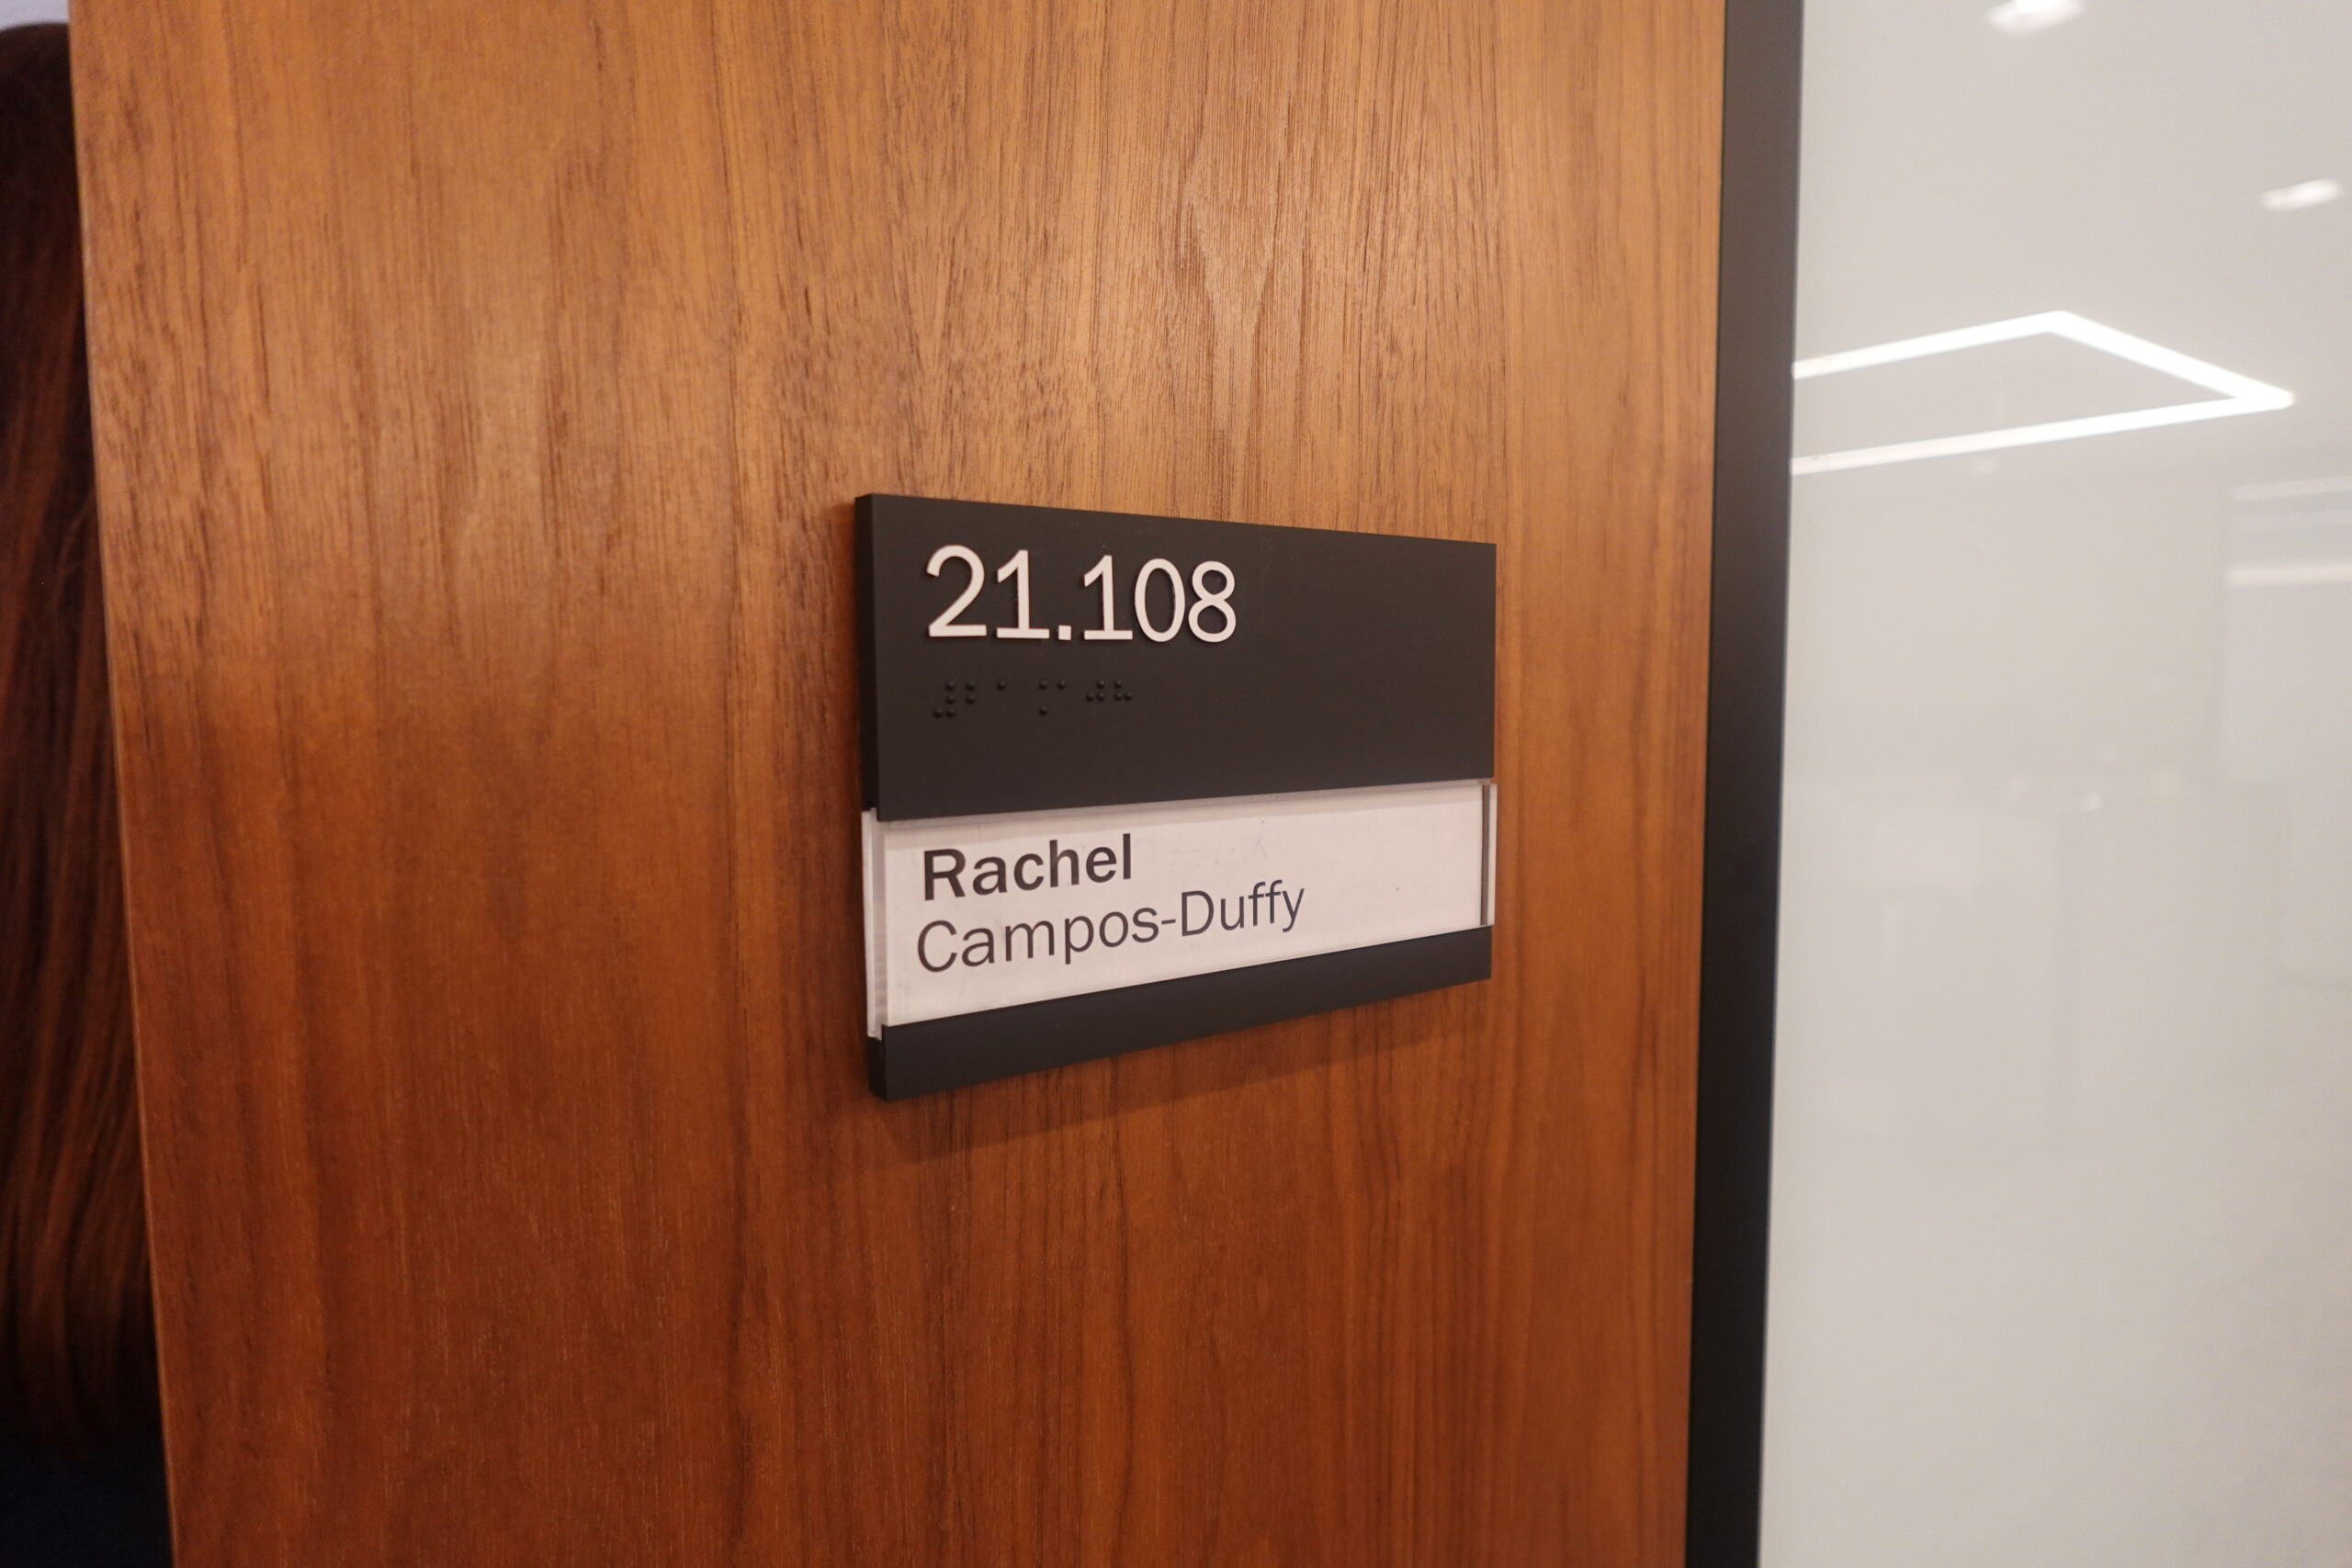 21.108
⠼⠃⠁⠨⠁⠚⠓
Rachel
Campos-Duffy